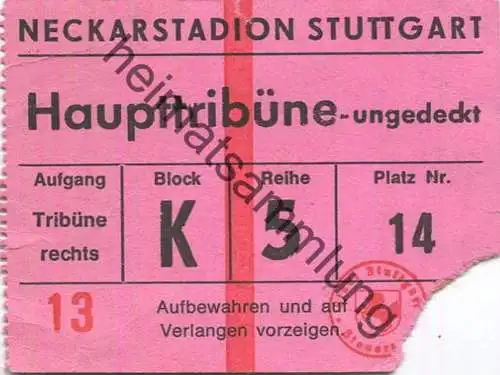 NECKARSTADION STUTTGART
Haupttribüne - ungedeckt
Aufgang Block Reihe Platz Nr.
Tribüne rechts K 5 14
13
Aufbewahren und auf
Verlangen vorzeigen.
Stuttgart
heimatsammlung